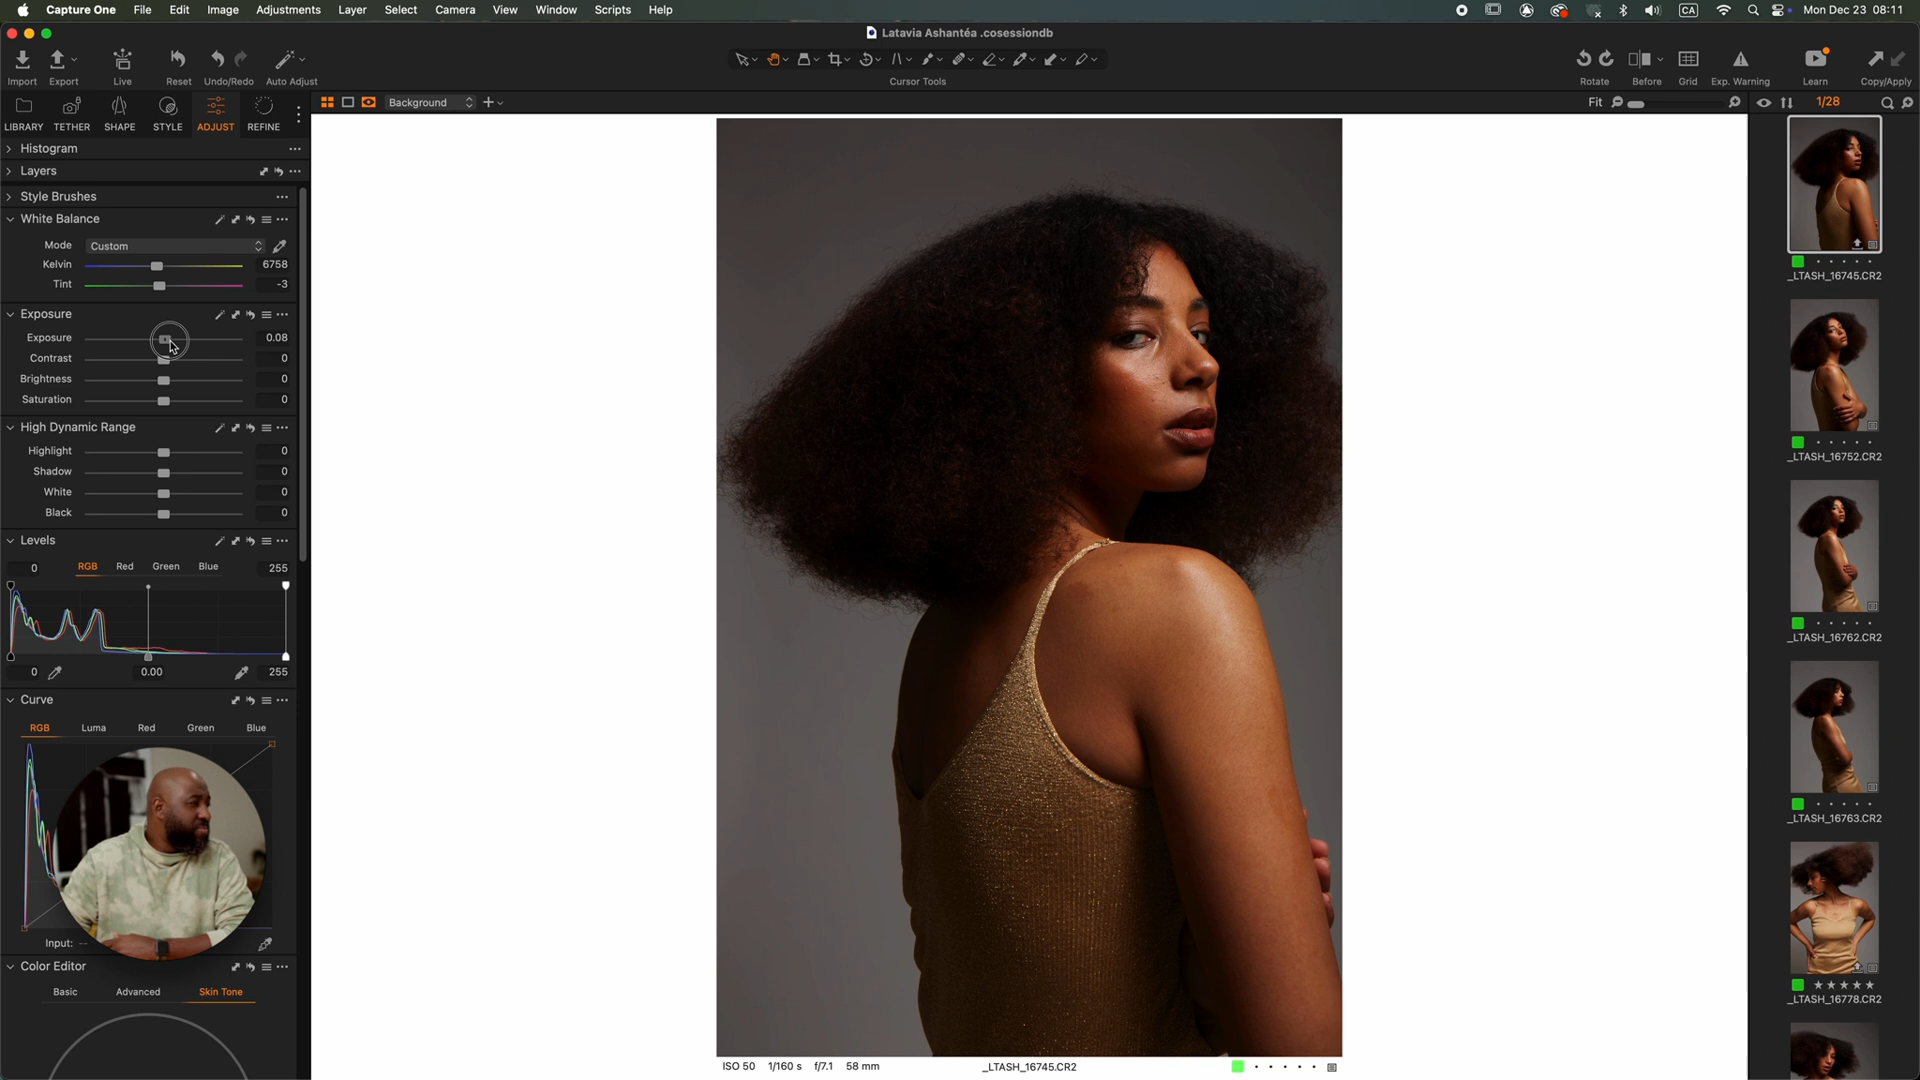 Capture One File Edit Image Adjustments Layer Select Camera View Window Scripts Help CA Mon Dec 23 08:11
Latavia Ashantéa .cosessiondb
Import Export Live Reset Undo/Redo Auto Adjust Cursor Tools Rotate Before Grid Exp. Warning Learn Copy/Apply
LIBRARY TETHER SHAPE STYLE ADJUST REFINE
Background
Fit
1/28
Histogram
Layers
Style Brushes
White Balance
Mode Custom
Kelvin 6758
Tint -3
Exposure
Exposure 0.08
Contrast 0
Brightness 0
Saturation 0
High Dynamic Range
Highlight 0
Shadow 0
White 0
Black 0
Levels
0 RGB Red Green Blue 255
0 0.00 255
Curve
RGB Luma Red Green Blue
Input: --
Color Editor
Basic Advanced Skin Tone
ISO 50 1/160 s f/7.1 58 mm _LTASH_16745.CR2
_LTASH_16745.CR2
_LTASH_16752.CR2
_LTASH_16762.CR2
_LTASH_16763.CR2
_LTASH_16778.CR2